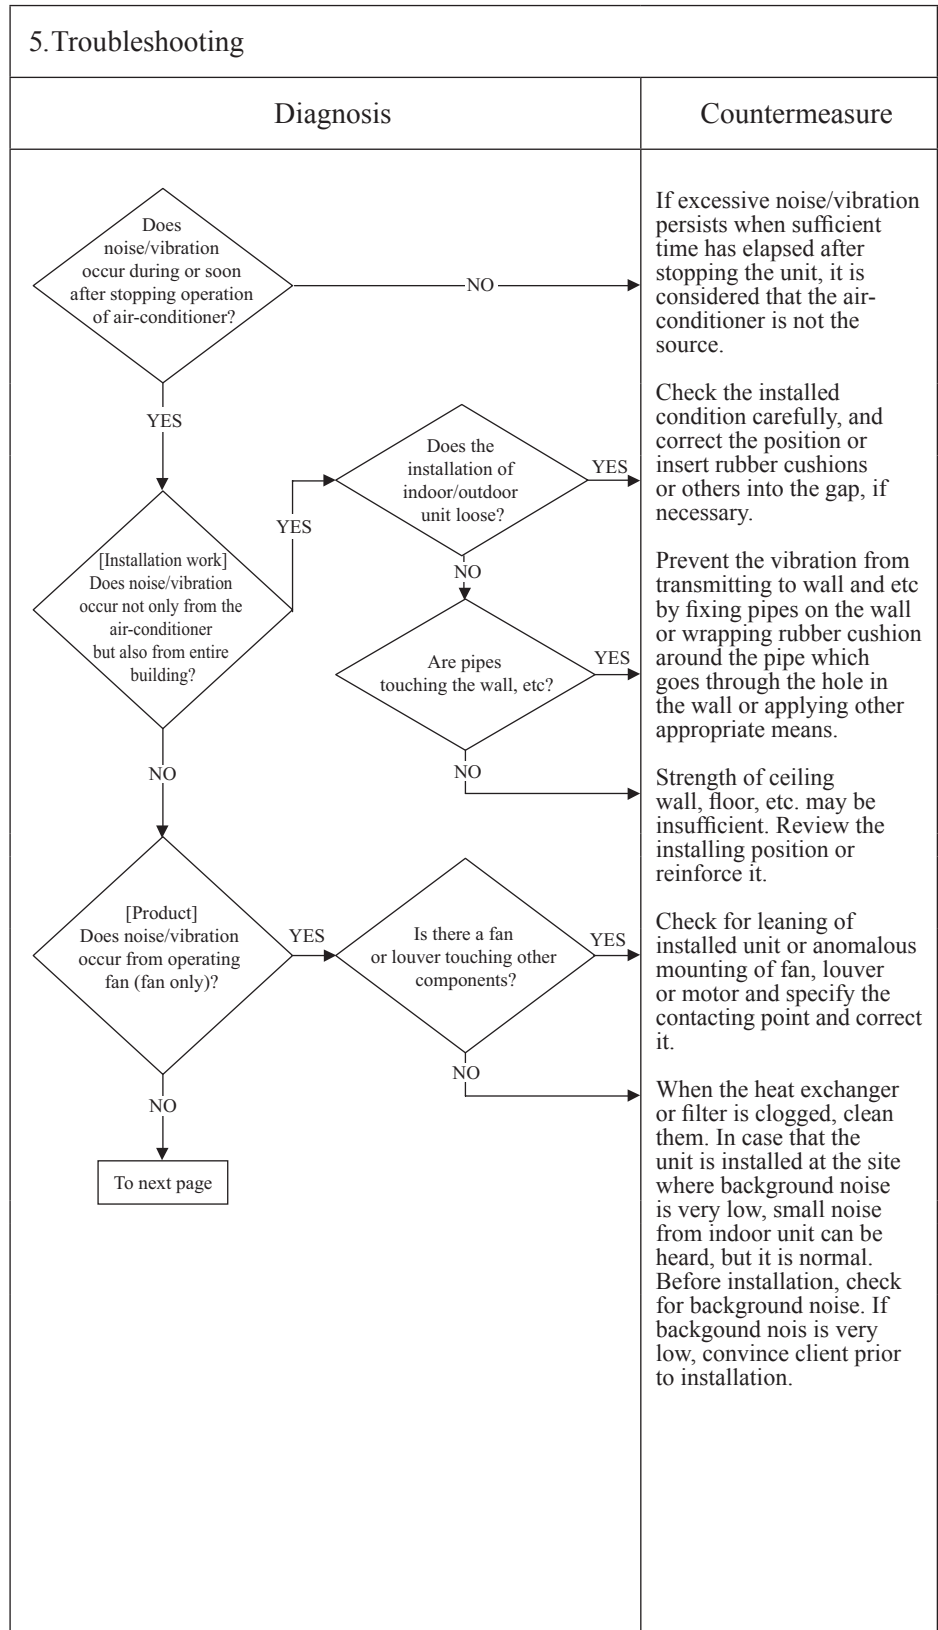 5.Troubleshooting
Diagnosis
Countermeasure
Does
noise/vibration
occur during or soon
after stopping operation
of air-conditioner?
NO
If excessive noise/vibration
persists when sufficient
time has elapsed after
stopping the unit, it is
considered that the air-
conditioner is not the
source.
YES
[Installation work]
Does noise/vibration
occur not only from the
air-conditioner
but also from entire
building?
YES
Does the
installation of
indoor/outdoor
unit loose?
YES
Check the installed
condition carefully, and
correct the position or
insert rubber cushions
or others into the gap, if
necessary.
NO
Are pipes
touching the wall, etc?
YES
Prevent the vibration from
transmitting to wall and etc
by fixing pipes on the wall
or wrapping rubber cushion
around the pipe which
goes through the hole in
the wall or applying other
appropriate means.
NO
Strength of ceiling
wall, floor, etc. may be
insufficient. Review the
installing position or
reinforce it.
NO
[Product]
Does noise/vibration
occur from operating
fan (fan only)?
YES
Is there a fan
or louver touching other
components?
YES
Check for leaning of
installed unit or anomalous
mounting of fan, louver
or motor and specify the
contacting point and correct
it.
NO
When the heat exchanger
or filter is clogged, clean
them. In case that the
unit is installed at the site
where background noise
is very low, small noise
from indoor unit can be
heard, but it is normal.
Before installation, check
for background noise. If
backgound nois is very
low, convince client prior
to installation.
NO
To next page